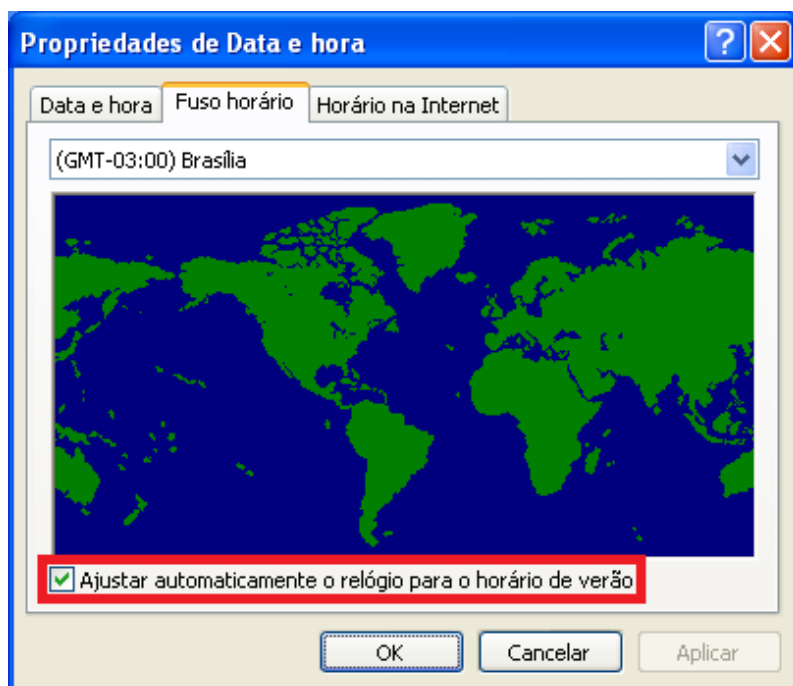 Propriedades de Data e hora
Data e hora Fuso horário Horário na Internet
(GMT-03:00) Brasília
Ajustar automaticamente o relógio para o horário de verão
OK Cancelar Aplicar